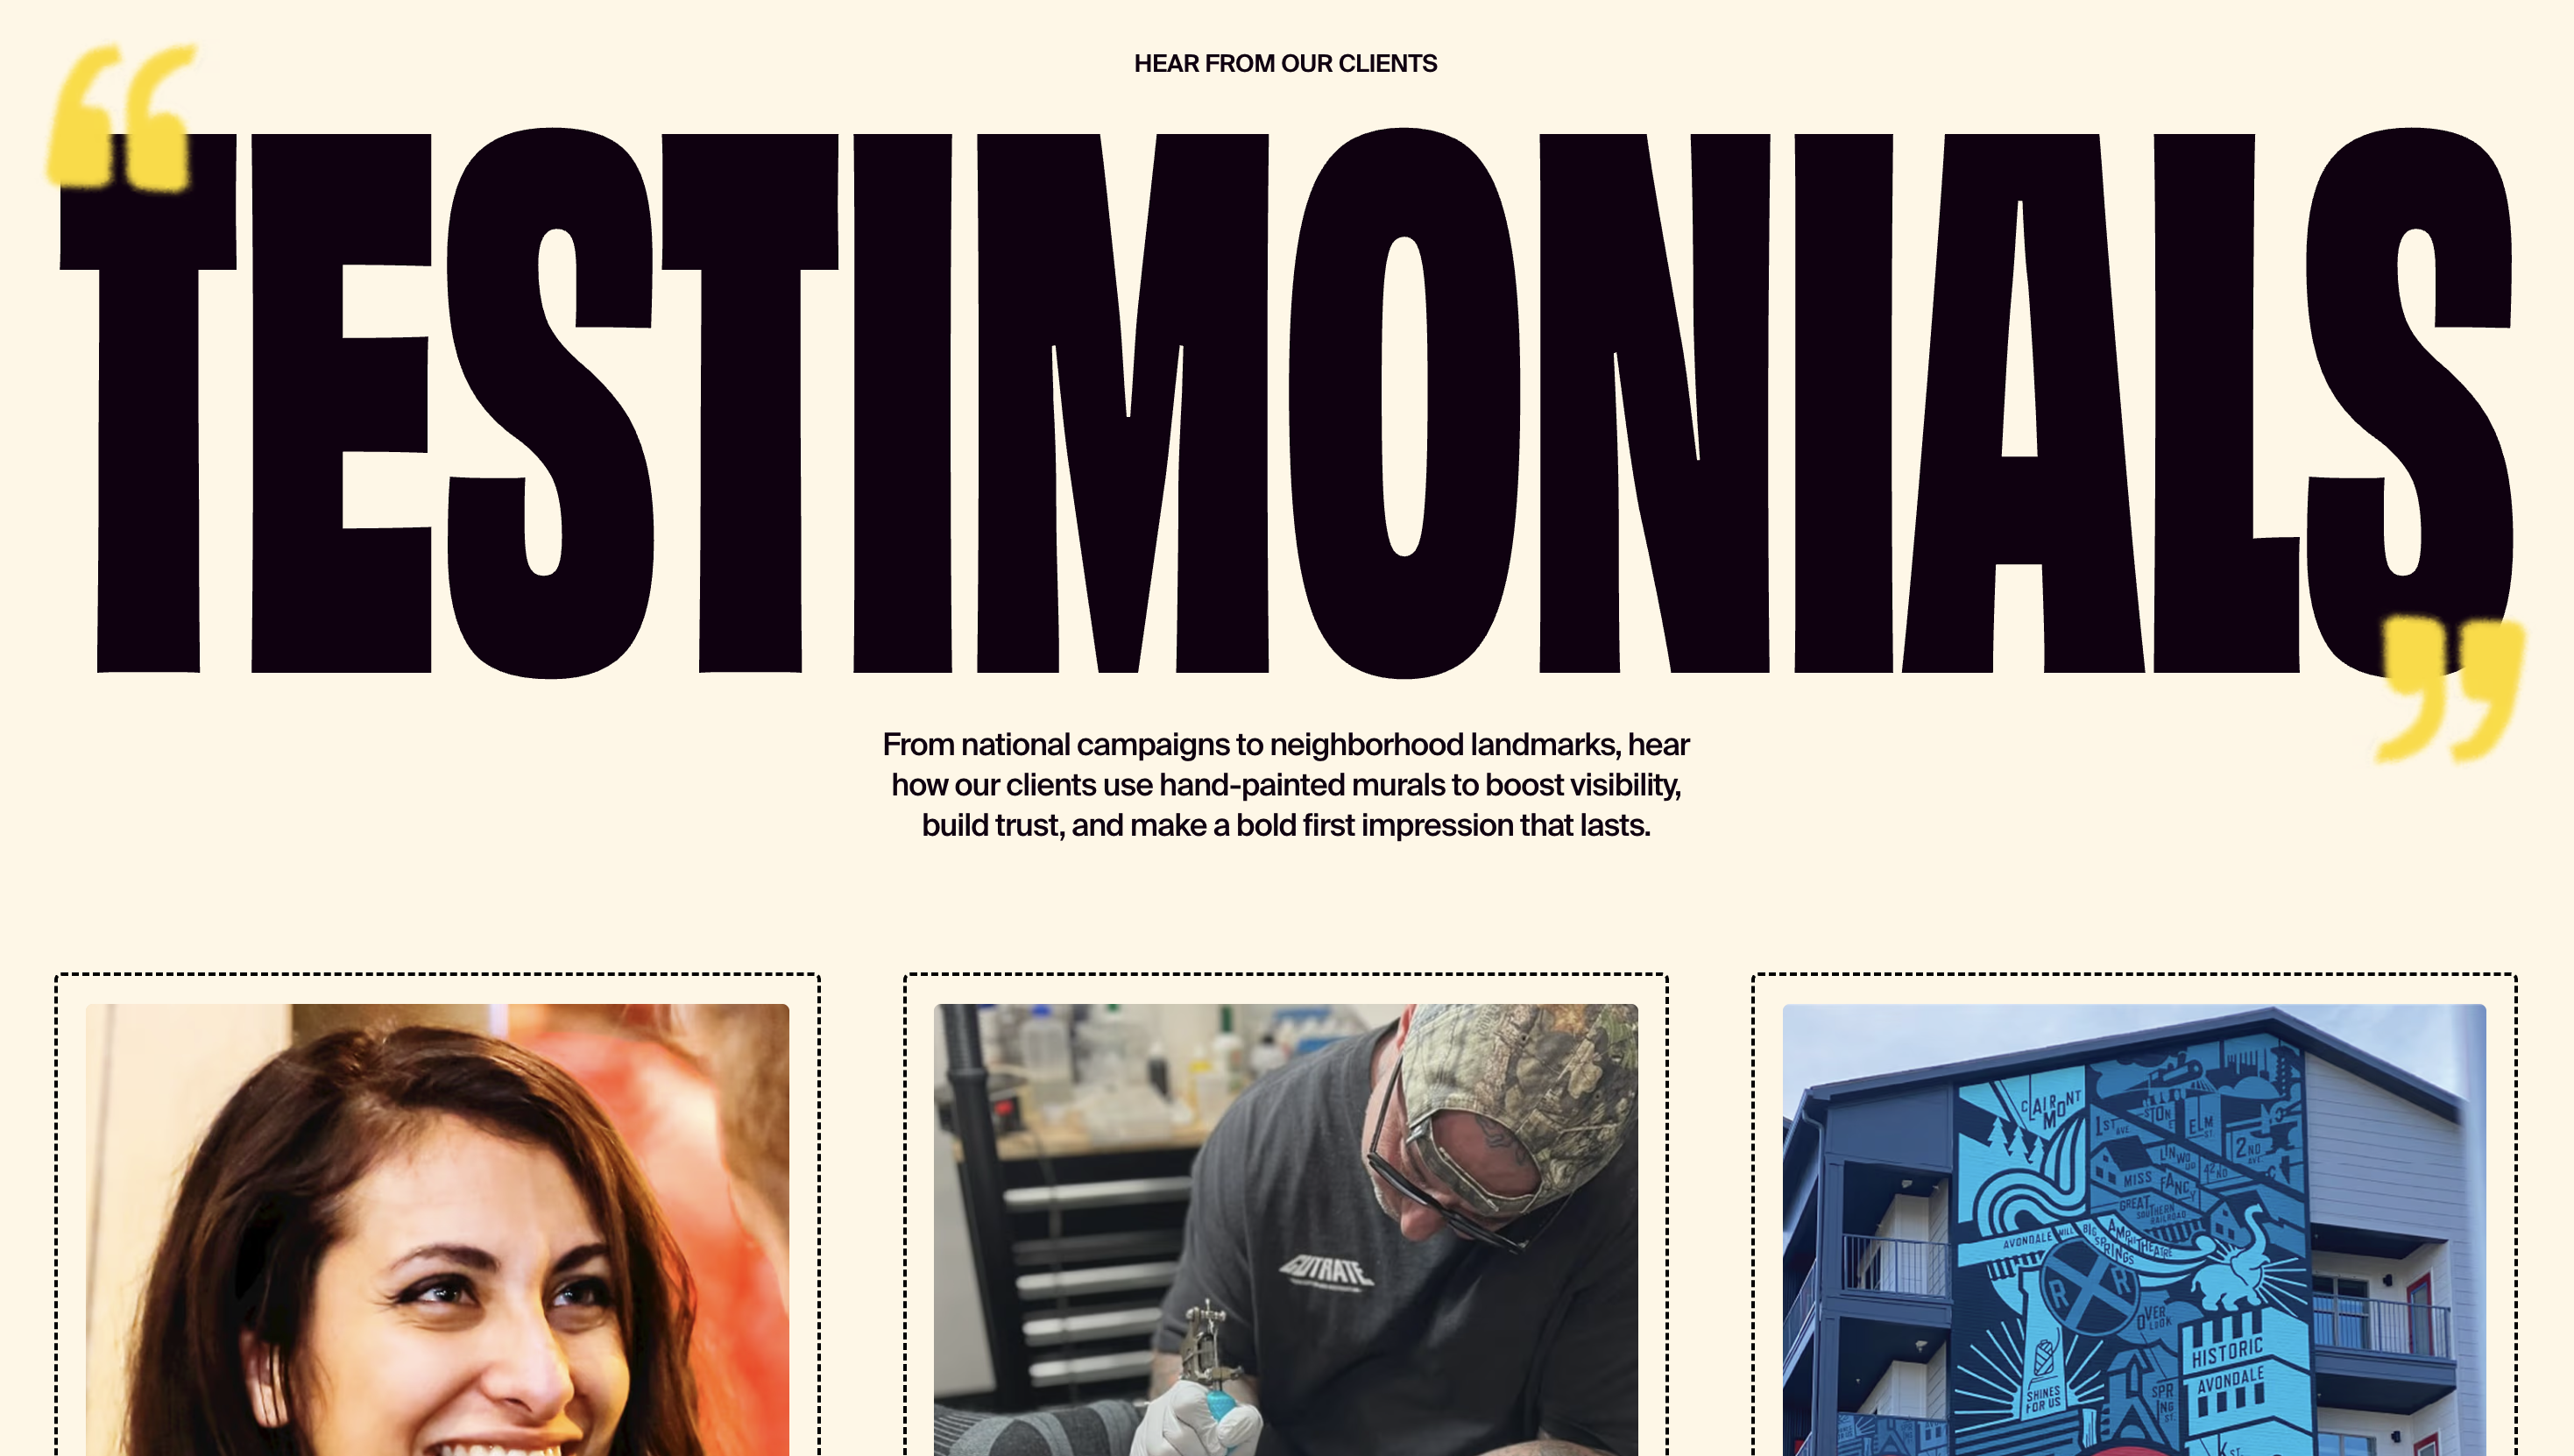 HEAR FROM OUR CLIENTS
“TESTIMONIALS”
From national campaigns to neighborhood landmarks, hear
how our clients use hand-painted murals to boost visibility,
build trust, and make a bold first impression that lasts.
GUTRATE
CLAIRMONT
1ST AVE.
ELM ST.
2ND AVE.
LINWOOD
42ND
MISS FANCY
GREAT
SOUTHERN
RAILROAD
AVONDALE MILL
BIG SPRINGS
AMPHITHEATRE
R R
OVER
LOOK
HISTORIC
AVONDALE
SHINES
FOR US
SPRING ST.